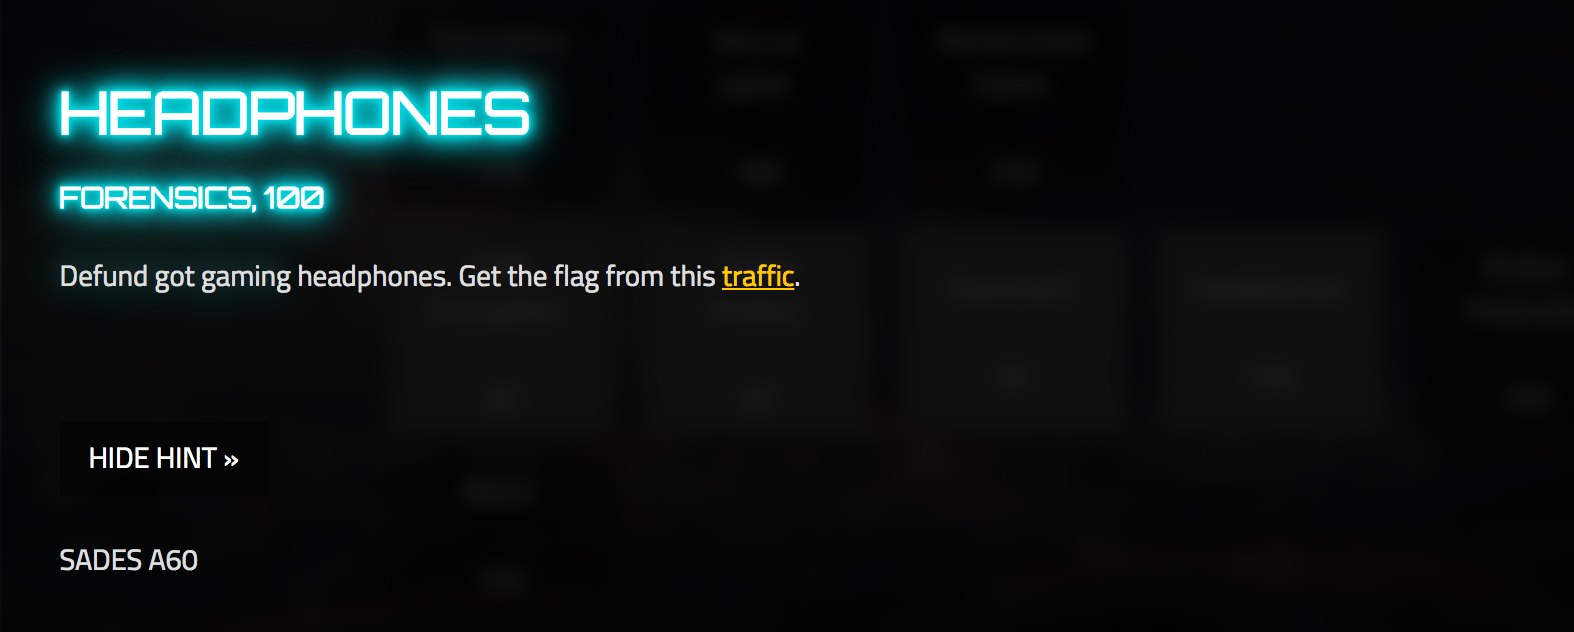 HEADPHONES
FORENSICS, 100
Defund got gaming headphones. Get the flag from this traffic.
HIDE HINT »
SADES A60